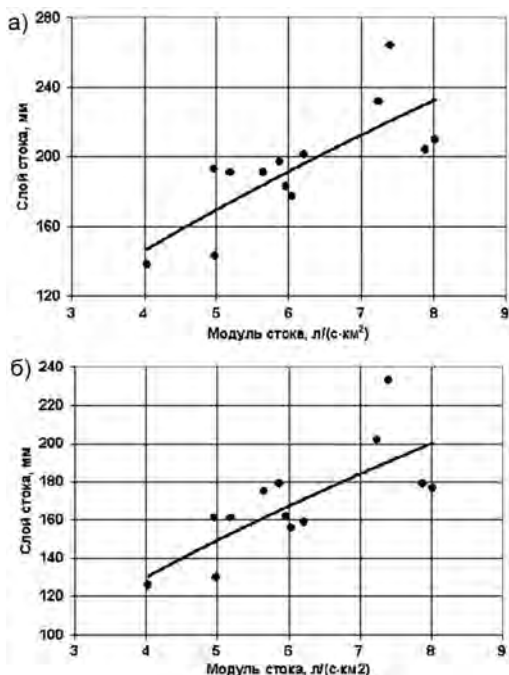 а)
Слой стока, мм
280
240
200
160
120
3 4 5 6 7 8 9
Модуль стока, л/(с·км²)
б)
Слой стока, мм
240
220
200
180
160
140
120
100
3 4 5 6 7 8 9
Модуль стока, л/(с·км2)